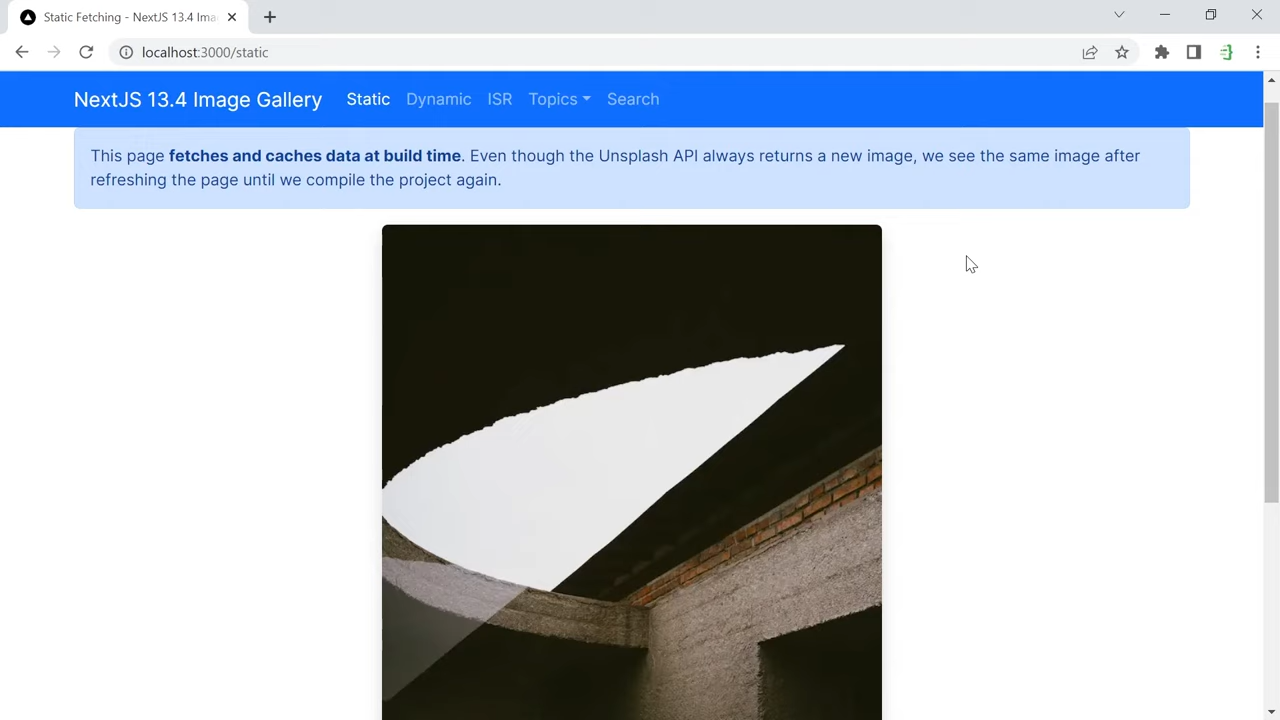 Static Fetching - NextJS 13.4 Ima
localhost:3000/static
NextJS 13.4 Image Gallery Static Dynamic ISR Topics Search
This page fetches and caches data at build time. Even though the Unsplash API always returns a new image, we see the same image after
refreshing the page until we compile the project again.